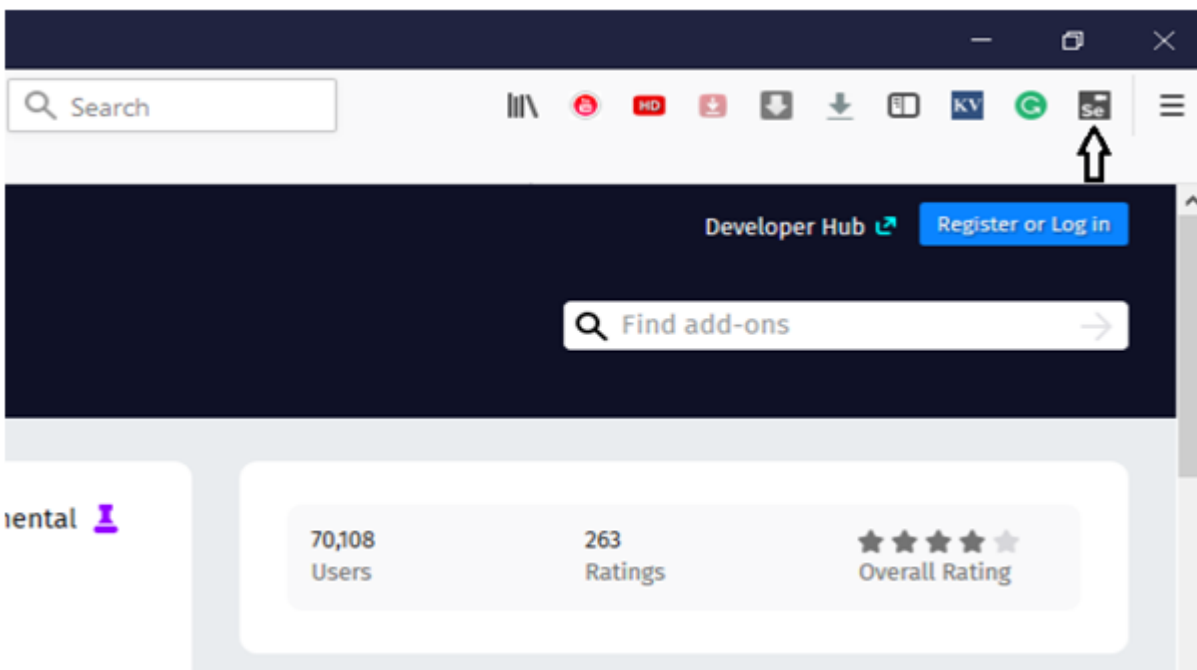 Search
HD
KV
Se
Developer Hub
Register or Log in
Find add-ons
mental
70,108
263
Users
Ratings
Overall Rating